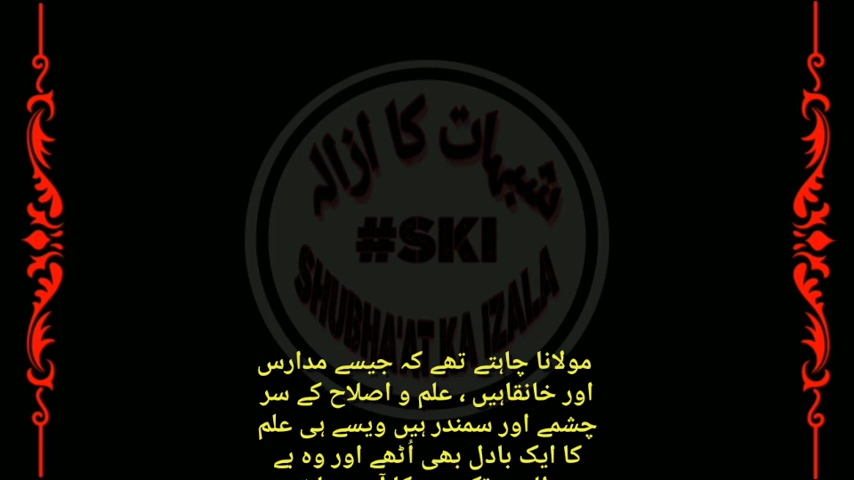 شبہات کا ازالہ
#SKI
SHUBHA'AT KA IZALA
مولانا چاہتے تھے کہ جیسے مدارس
اور خانقاہیں ، علم و اصلاح کے سر
چشمے اور سمندر ہیں ویسے ہی علم
کا ایک بادل بھی اُٹھے اور وہ بے